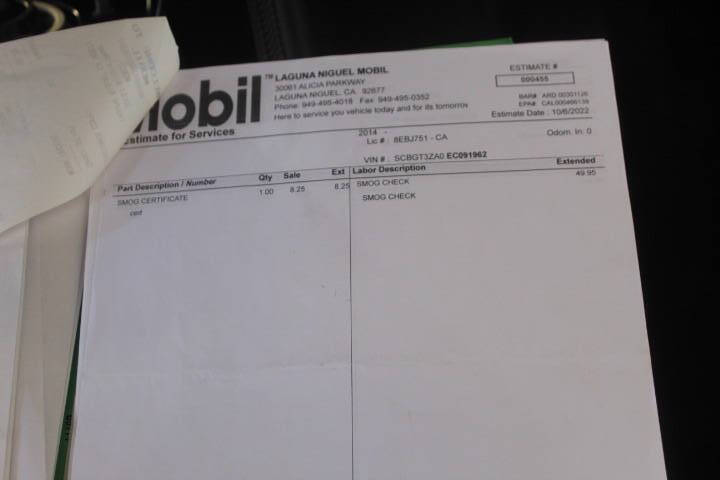 mobil™
Estimate for Services
LAGUNA NIGUEL MOBIL
30061 ALICIA PARKWAY
LAGUNA NIGUEL, CA. 92677
Phone: 949-495-4018 Fax 949-495-0352
Here to service you vehicle today and for its tomorrow
ESTIMATE #
000455
BAR# ARD 00301126
EPA# CAL000466139
Estimate Date : 10/6/2022
2014 -
Lic # : 8EBJ751 - CA
Odom. In: 0
VIN # : SCBGT3ZA0 EC091962
Part Description / Number Qty Sale Ext Labor Description Extended
SMOG CERTIFICATE 1.00 8.25 8.25 SMOG CHECK 49.95
cert SMOG CHECK